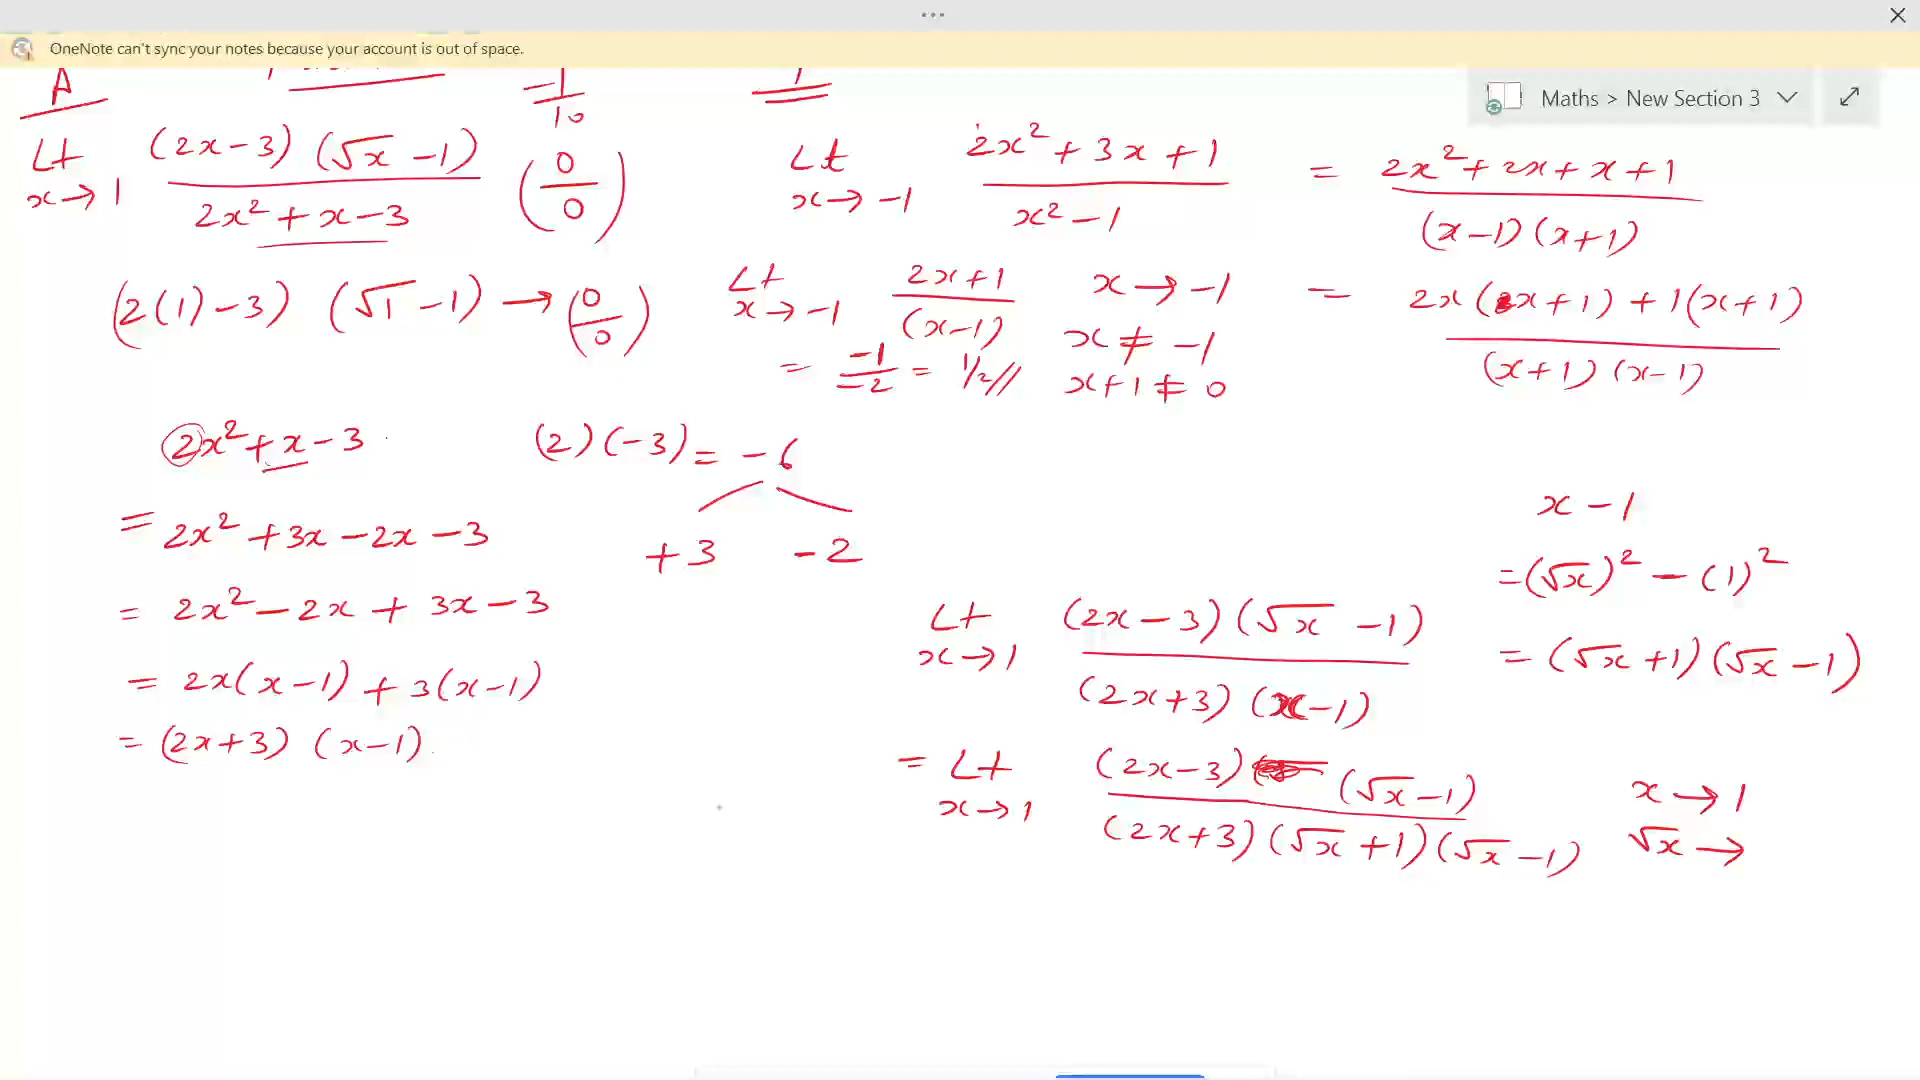 OneNote can't sync your notes because your account is out of space.
Maths > New Section 3
A
-1/10
1
Lt x→1 (2x-3)(√x-1) / 2x²+x-3 (0/0)
(2(1)-3) (√1-1) → (0/0)
Lt x→-1 2x²+3x+1 / x²-1
= 2x²+2x+x+1 / (x-1)(x+1)
Lt x→-1 2x+1 / (x-1)
x→-1
= 2x(x+1)+1(x+1) / (x+1)(x-1)
x≠-1
= -1/-2 = 1/2//
x+1≠0
2x²+x-3
(2)(-3) = -6
= 2x²+3x-2x-3
+3 -2
= 2x²-2x+3x-3
= 2x(x-1)+3(x-1)
= (2x+3) (x-1)
x-1
= (√x)²-(1)²
= (√x+1)(√x-1)
Lt x→1 (2x-3)(√x-1) / (2x+3)(x-1)
= Lt x→1 (2x-3)(√x-1) / (2x+3)(√x+1)(√x-1)
x→1
√x→